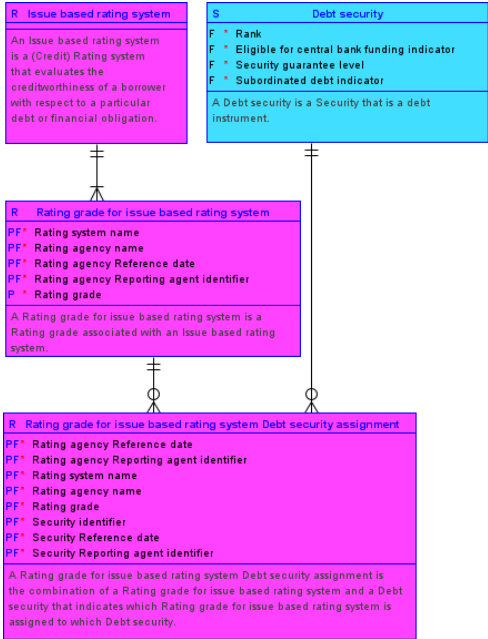 R Issue based rating system
An Issue based rating system
is a (Credit) Rating system
that evaluates the
creditworthiness of a borrower
with respect to a particular
debt or financial obligation.
S Debt security
F * Rank
F * Eligible for central bank funding indicator
F * Security guarantee level
F * Subordinated debt indicator
A Debt security is a Security that is a debt
instrument.
R Rating grade for issue based rating system
PF* Rating system name
PF* Rating agency name
PF* Rating agency Reference date
PF* Rating agency Reporting agent identifier
P * Rating grade
A Rating grade for issue based rating system is a
Rating grade associated with an Issue based rating
system.
R Rating grade for issue based rating system Debt security assignment
PF* Rating agency Reference date
PF* Rating agency Reporting agent identifier
PF* Rating system name
PF* Rating agency name
PF* Rating grade
PF* Security identifier
PF* Security Reference date
PF* Security Reporting agent identifier
A Rating grade for issue based rating system Debt security assignment is
the combination of a Rating grade for issue based rating system and a Debt
security that indicates which Rating grade for issue based rating system is
assigned to which Debt security.